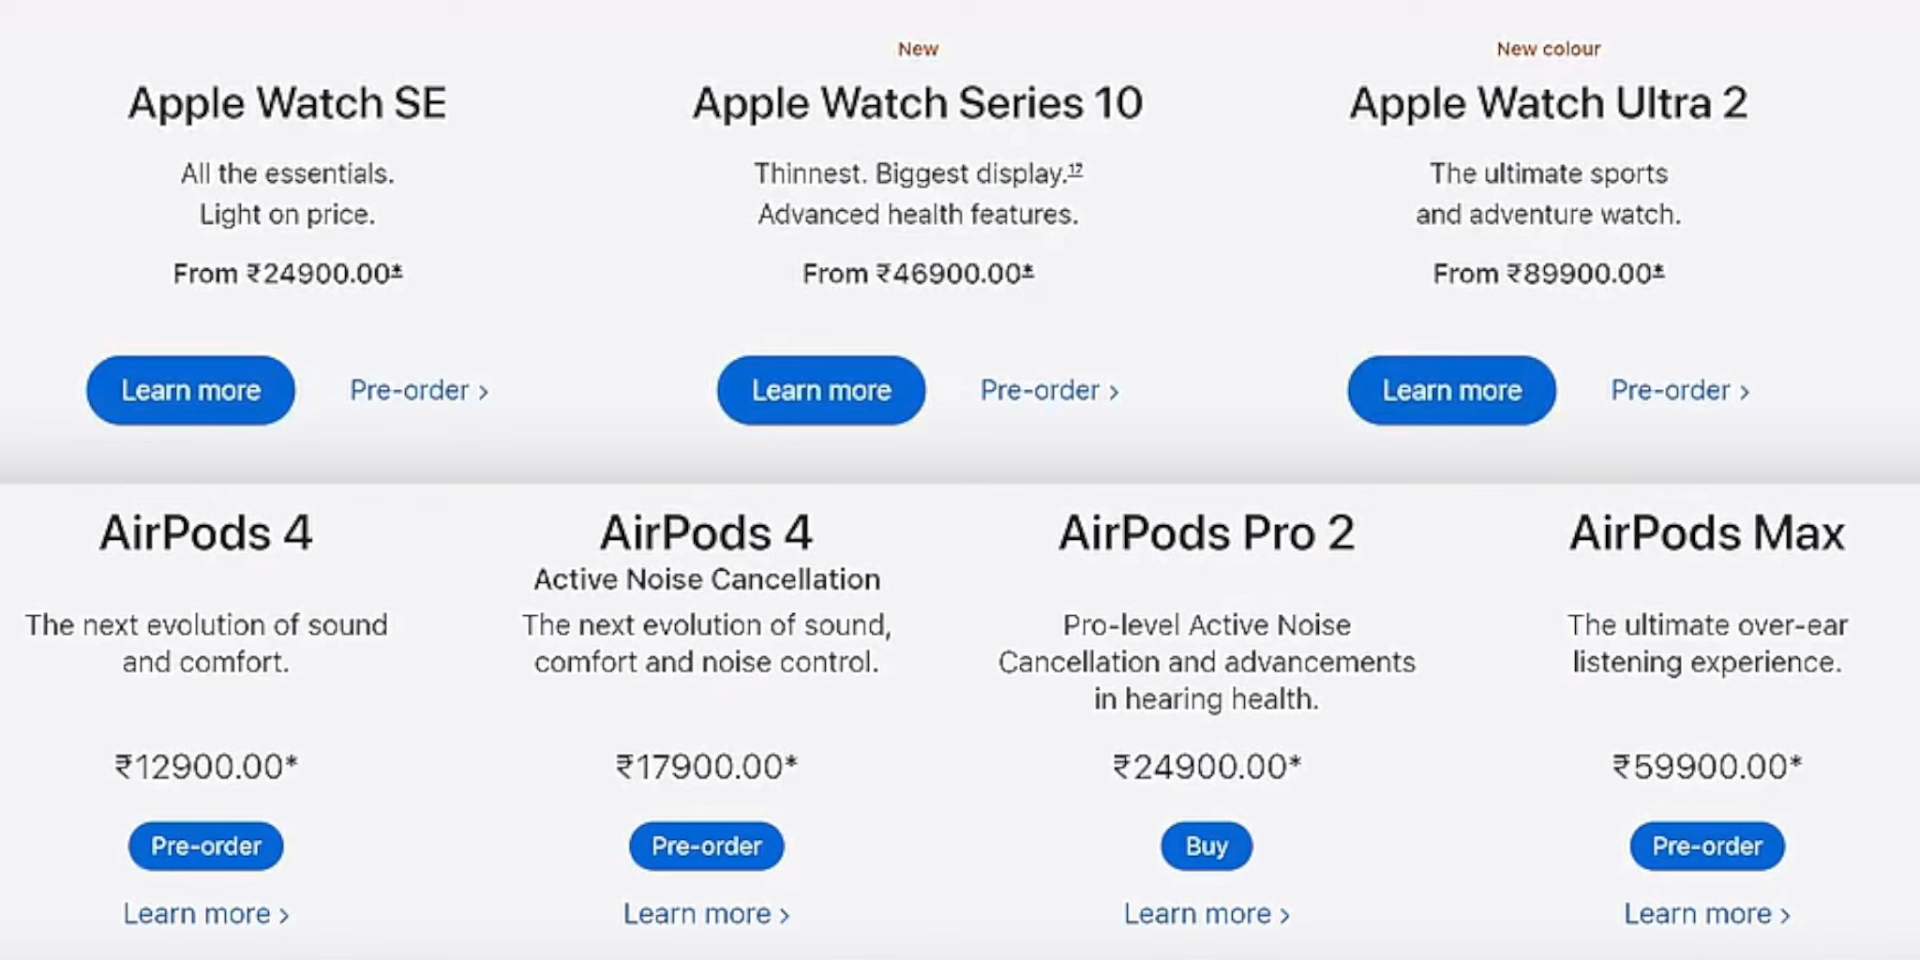 New
Apple Watch SE
All the essentials.
Light on price.
From ₹24900.00*
Learn more
Pre-order >
Apple Watch Series 10
Thinnest. Biggest display.17
Advanced health features.
From ₹46900.00*
Learn more
Pre-order >
New colour
Apple Watch Ultra 2
The ultimate sports
and adventure watch.
From ₹89900.00*
Learn more
Pre-order >
AirPods 4
The next evolution of sound
and comfort.
₹12900.00*
Pre-order
Learn more >
AirPods 4
Active Noise Cancellation
The next evolution of sound,
comfort and noise control.
₹17900.00*
Pre-order
Learn more >
AirPods Pro 2
Pro-level Active Noise
Cancellation and advancements
in hearing health.
₹24900.00*
Buy
Learn more >
AirPods Max
The ultimate over-ear
listening experience.
₹59900.00*
Pre-order
Learn more >